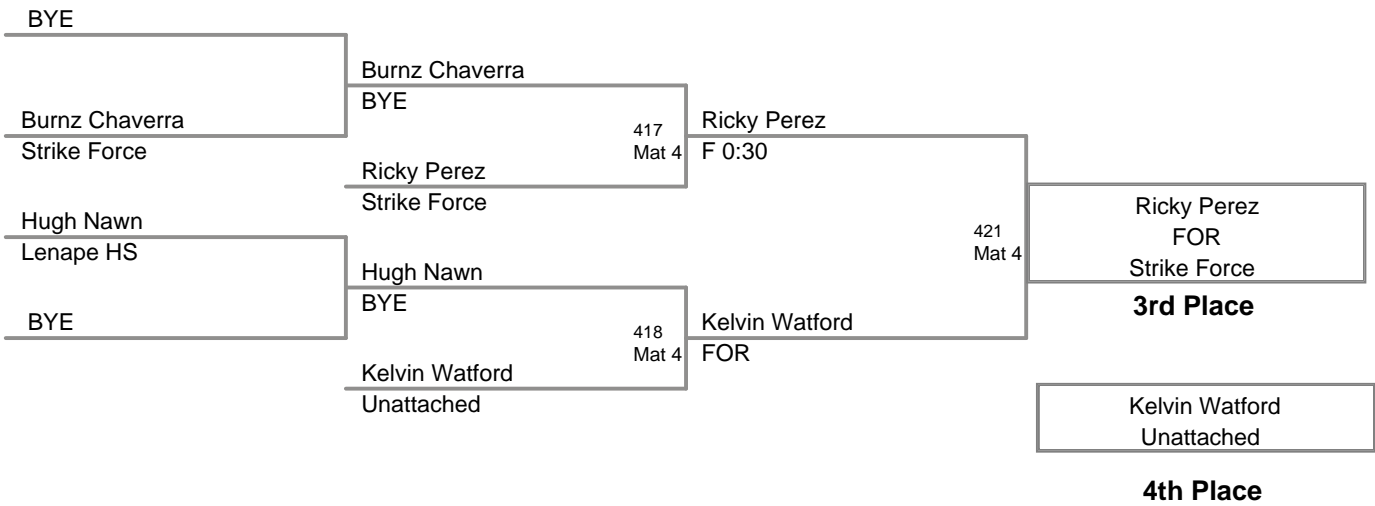 BYE
Burnz Chaverra
BYE
Burnz Chaverra
Strike Force
417
Mat 4
Ricky Perez
F 0:30
Ricky Perez
Strike Force
Hugh Nawn
Lenape HS
421
Mat 4
Ricky Perez
FOR
Strike Force
3rd Place
Hugh Nawn
BYE
BYE
418
Mat 4
Kelvin Watford
FOR
Kelvin Watford
Unattached
Kelvin Watford
Unattached
4th Place